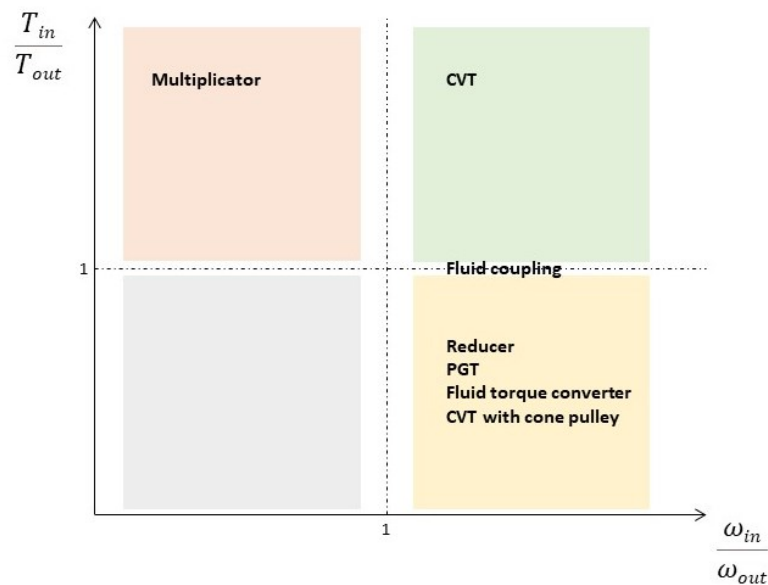 T_in
T_out
Multiplicator
CVT
1
Fluid coupling
Reducer
PGT
Fluid torque converter
CVT with cone pulley
1
ω_in
ω_out